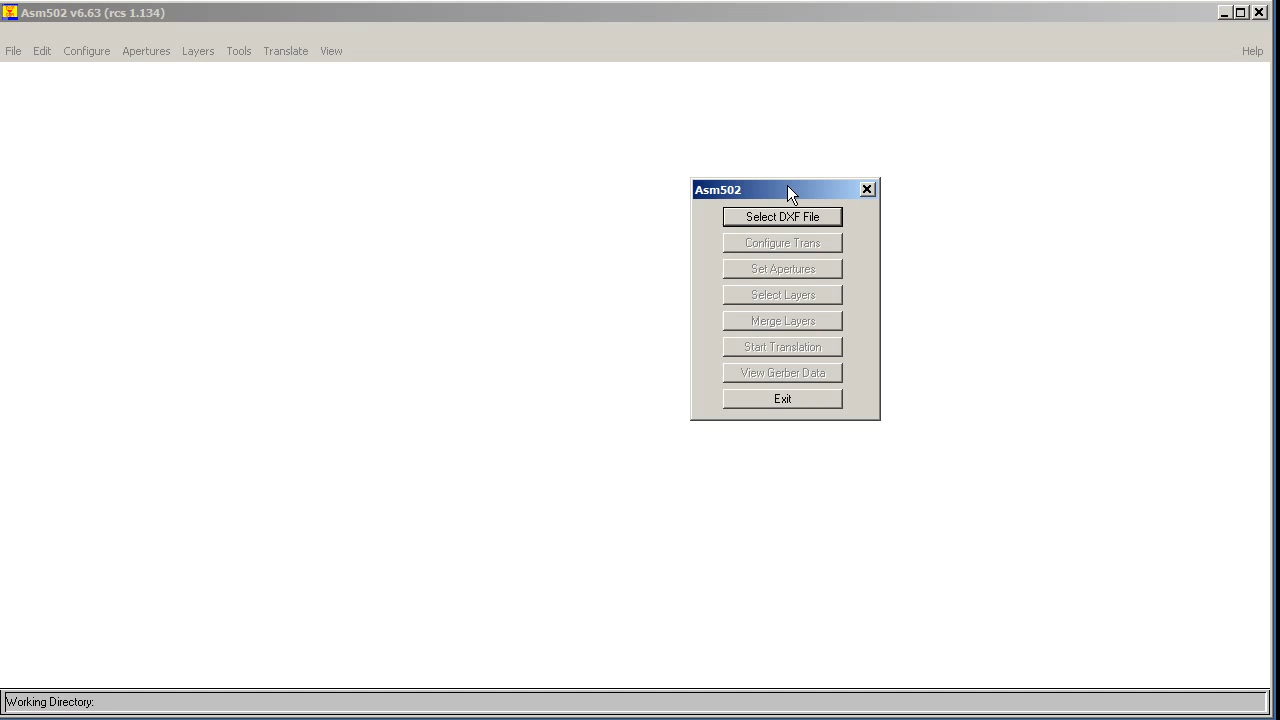 Asm502 v6.63 (rcs 1.134)
File Edit Configure Apertures Layers Tools Translate View Help
Asm502
Select DXF File
Configure Trans
Set Apertures
Select Layers
Merge Layers
Start Translation
View Gerber Data
Exit
Working Directory: